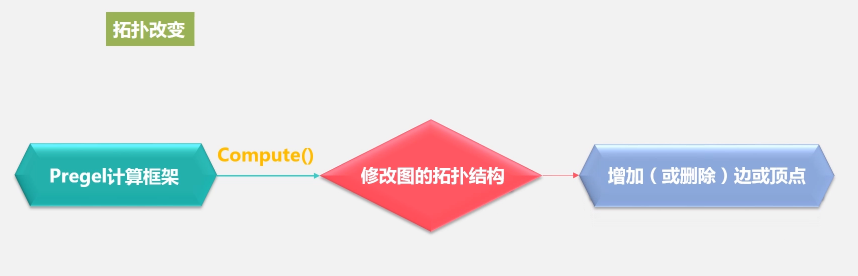 拓扑改变
Pregel计算框架
Compute()
修改图的拓扑结构
增加（或删除）边或顶点